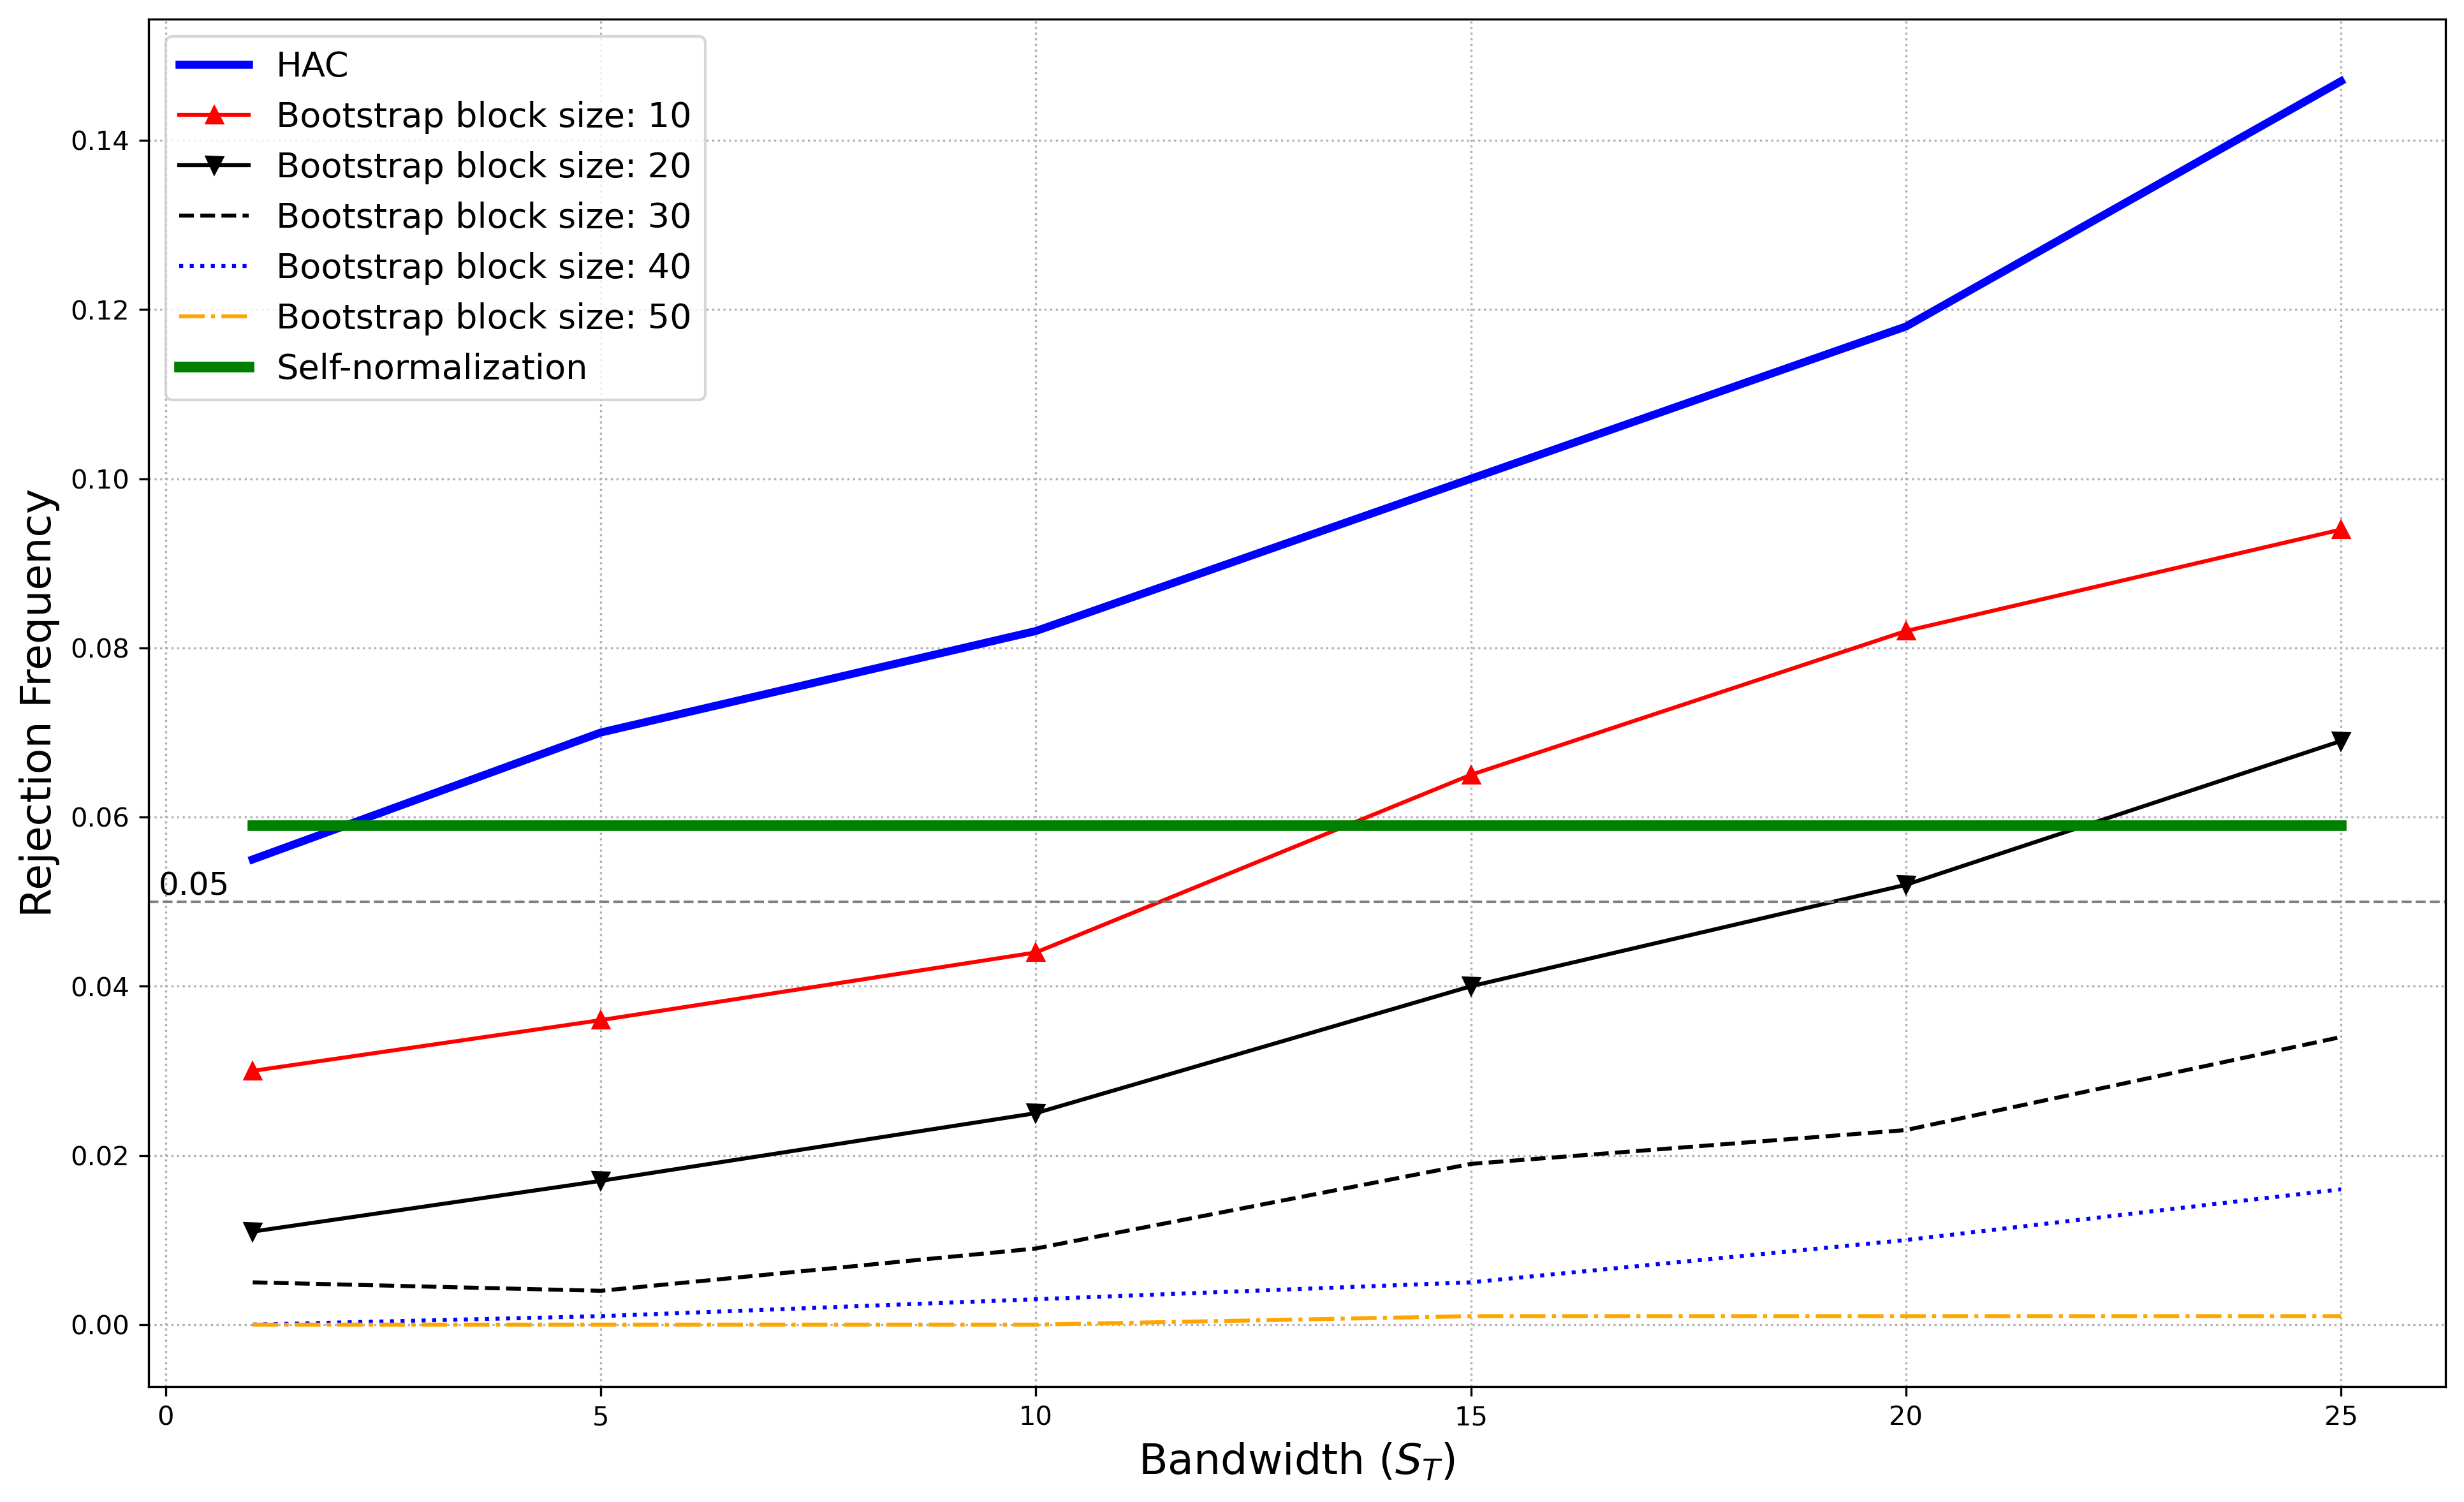 HAC
Bootstrap block size: 10
Bootstrap block size: 20
Bootstrap block size: 30
Bootstrap block size: 40
Bootstrap block size: 50
Self-normalization
Rejection Frequency
0.14
0.12
0.10
0.08
0.06
0.05
0.04
0.02
0.00
0 5 10 15 20 25
Bandwidth (S_T)